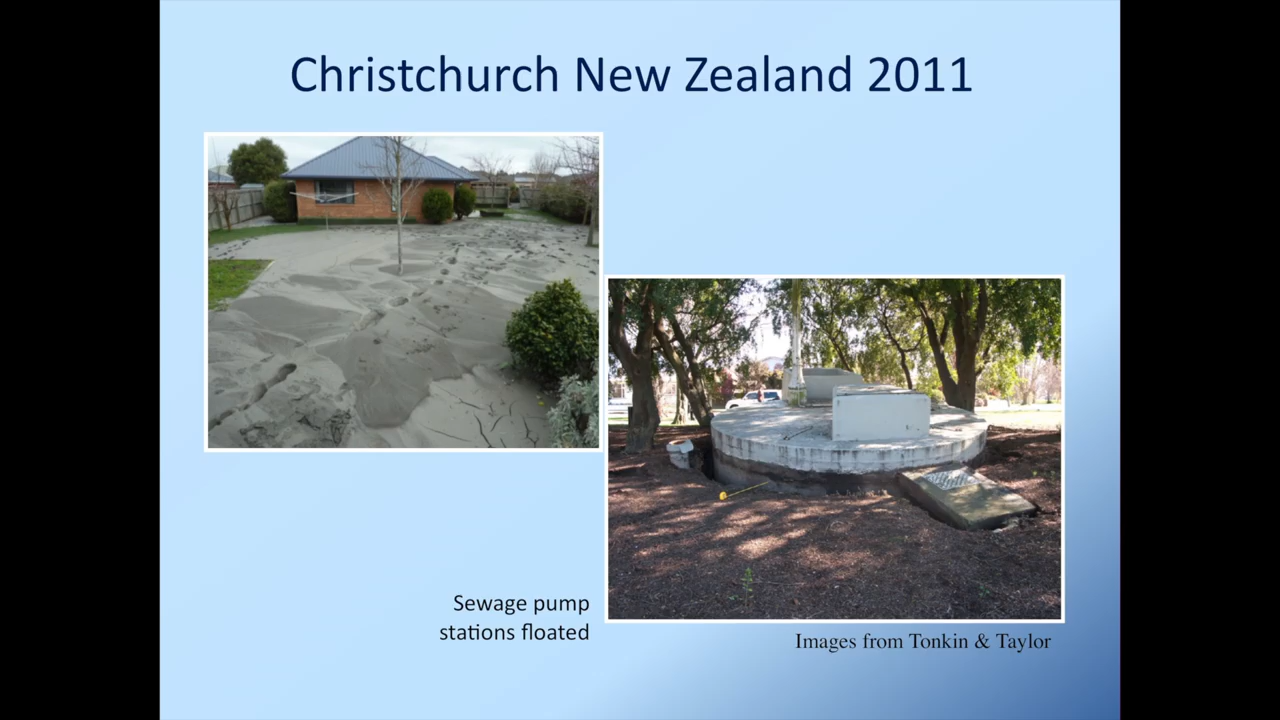 Christchurch New Zealand 2011
Sewage pump
stations floated
Images from Tonkin & Taylor